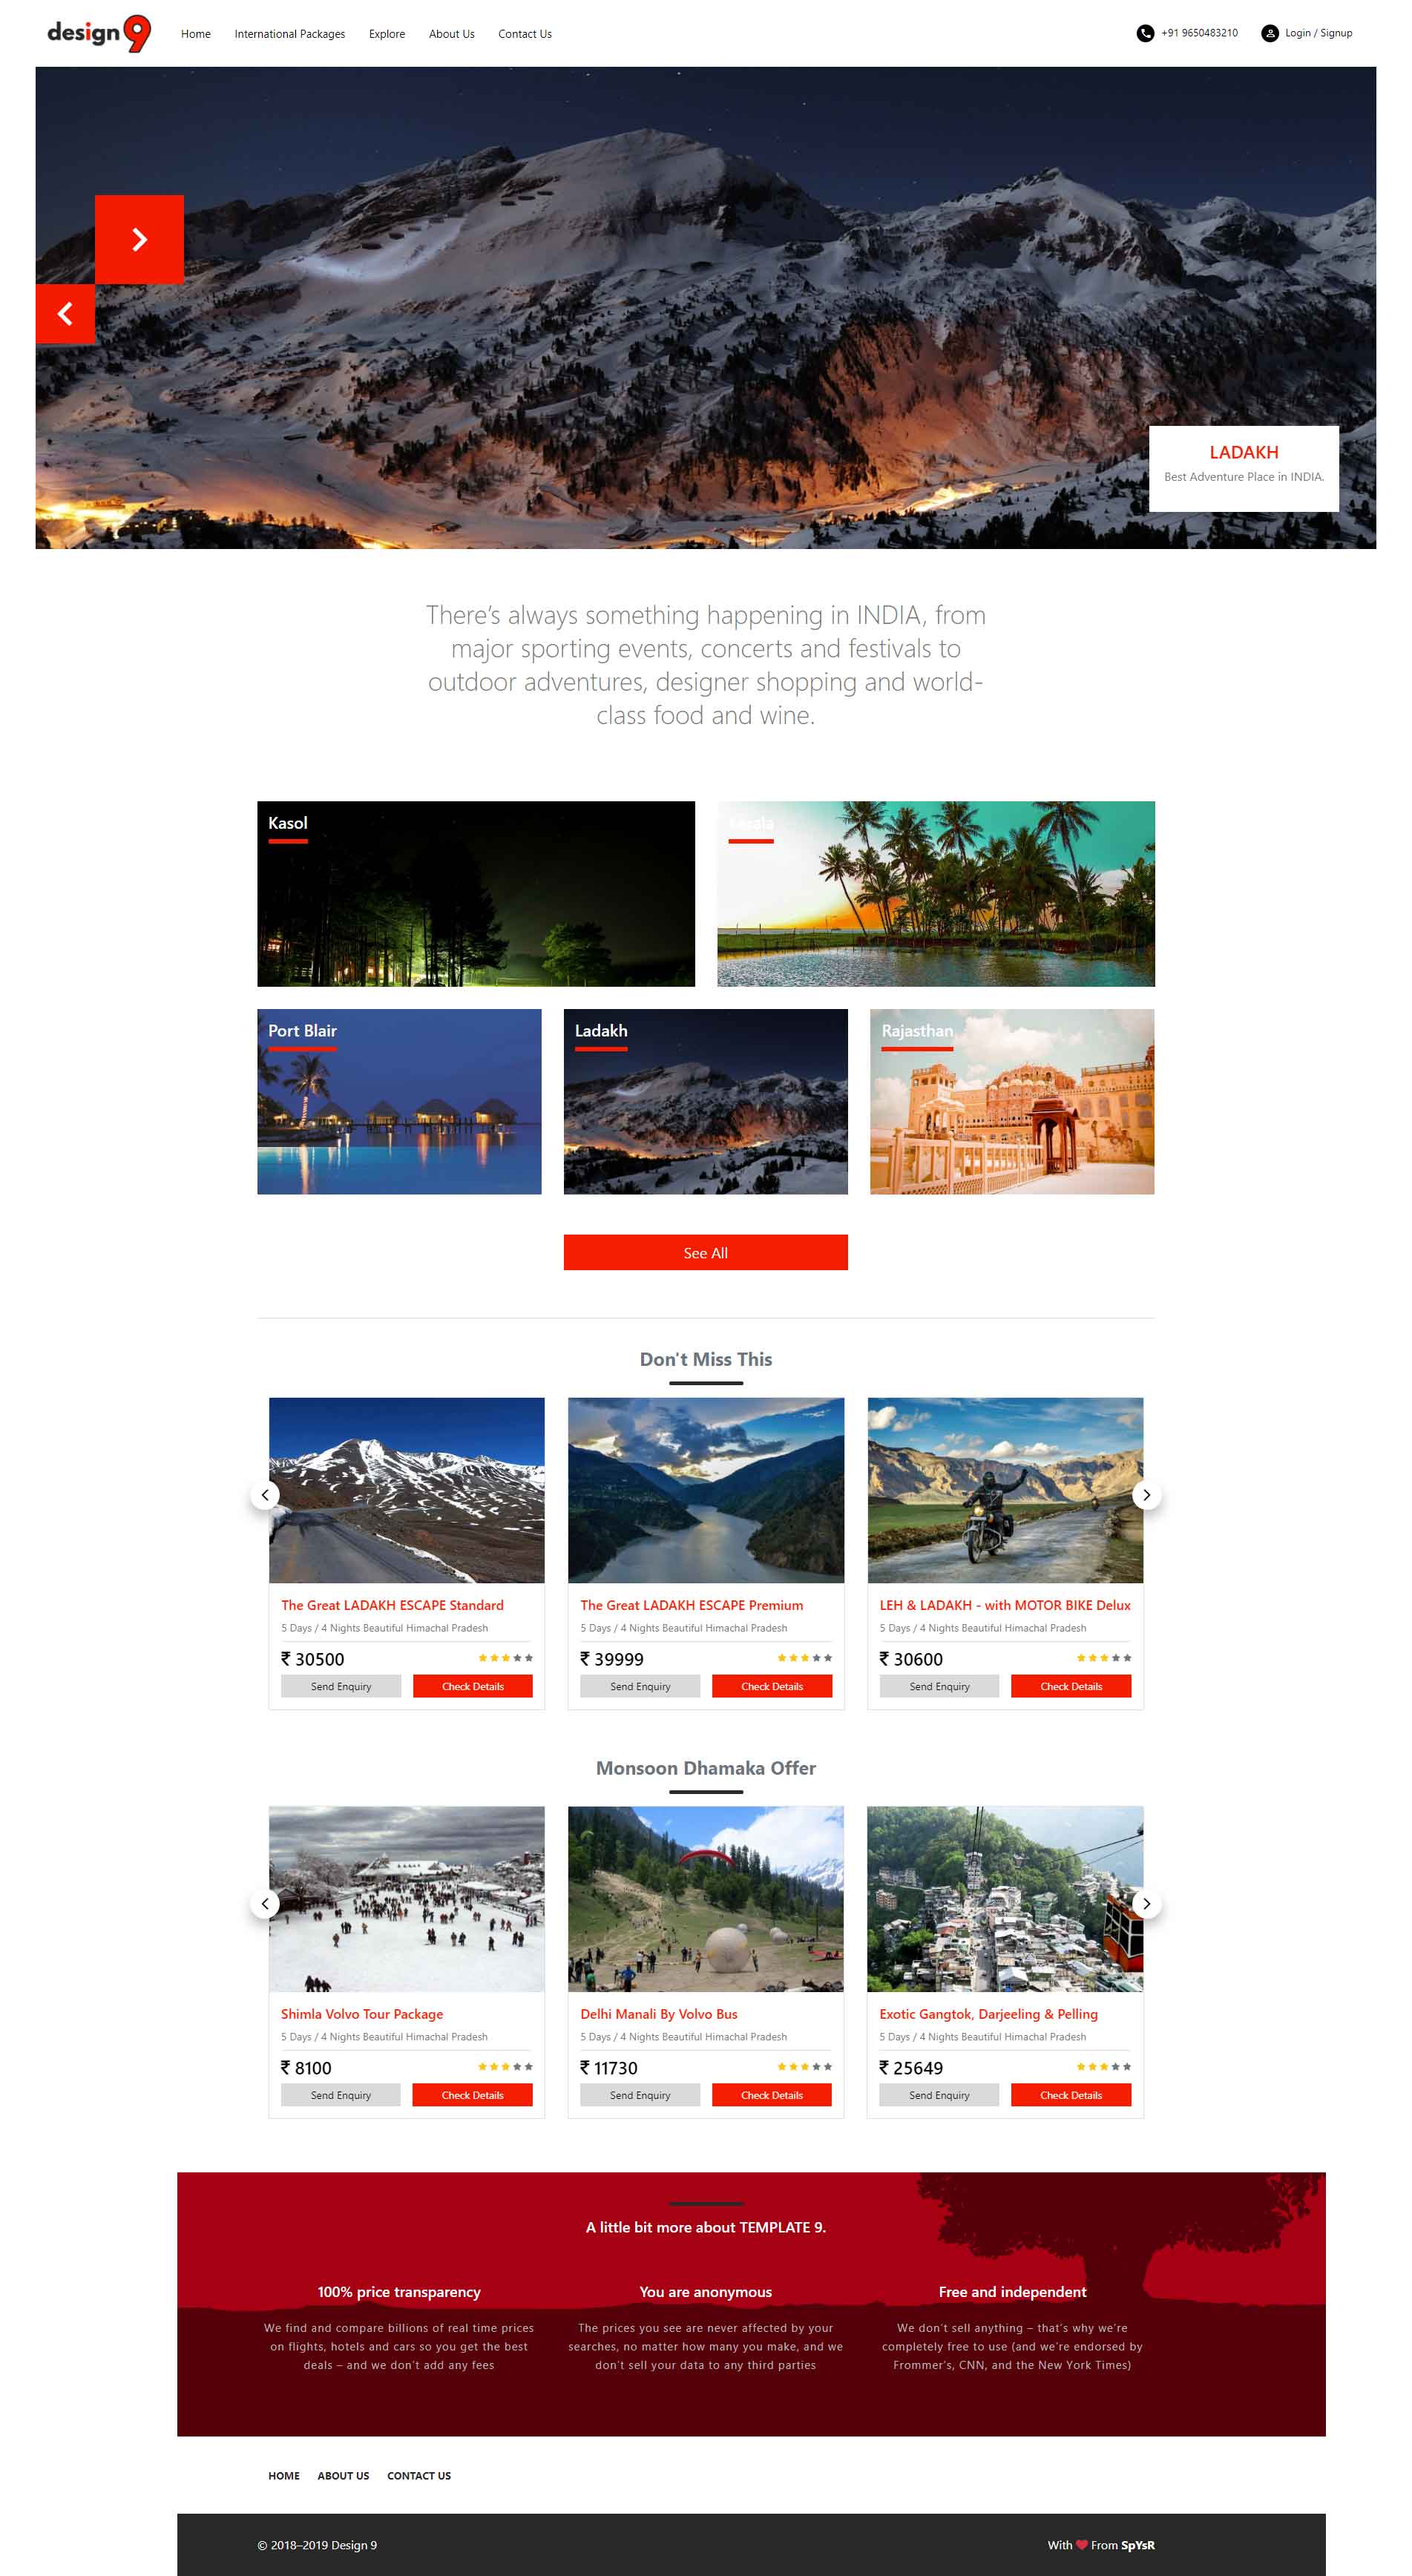 design 9
Home International Packages Explore About Us Contact Us
+91 9650483210 Login / Signup
LADAKH
Best Adventure Place in INDIA.
There’s always something happening in INDIA, from
major sporting events, concerts and festivals to
outdoor adventures, designer shopping and world-
class food and wine.
Kasol
Kerala
Port Blair
Ladakh
Rajasthan
See All
Don't Miss This
The Great LADAKH ESCAPE Standard
5 Days / 4 Nights Beautiful Himachal Pradesh
₹ 30500
Send Enquiry Check Details
The Great LADAKH ESCAPE Premium
5 Days / 4 Nights Beautiful Himachal Pradesh
₹ 39999
Send Enquiry Check Details
LEH & LADAKH - with MOTOR BIKE Delux
5 Days / 4 Nights Beautiful Himachal Pradesh
₹ 30600
Send Enquiry Check Details
Monsoon Dhamaka Offer
Shimla Volvo Tour Package
5 Days / 4 Nights Beautiful Himachal Pradesh
₹ 8100
Send Enquiry Check Details
Delhi Manali By Volvo Bus
5 Days / 4 Nights Beautiful Himachal Pradesh
₹ 11730
Send Enquiry Check Details
Exotic Gangtok, Darjeeling & Pelling
5 Days / 4 Nights Beautiful Himachal Pradesh
₹ 25649
Send Enquiry Check Details
A little bit more about TEMPLATE 9.
100% price transparency
We find and compare billions of real time prices
on flights, hotels and cars so you get the best
deals – and we don’t add any fees
You are anonymous
The prices you see are never affected by your
searches, no matter how many you make, and we
don’t sell your data to any third parties
Free and independent
We don’t sell anything – that’s why we’re
completely free to use (and we’re endorsed by
Frommer’s, CNN, and the New York Times)
HOME ABOUT US CONTACT US
© 2018–2019 Design 9
With ❤ From SpYsR